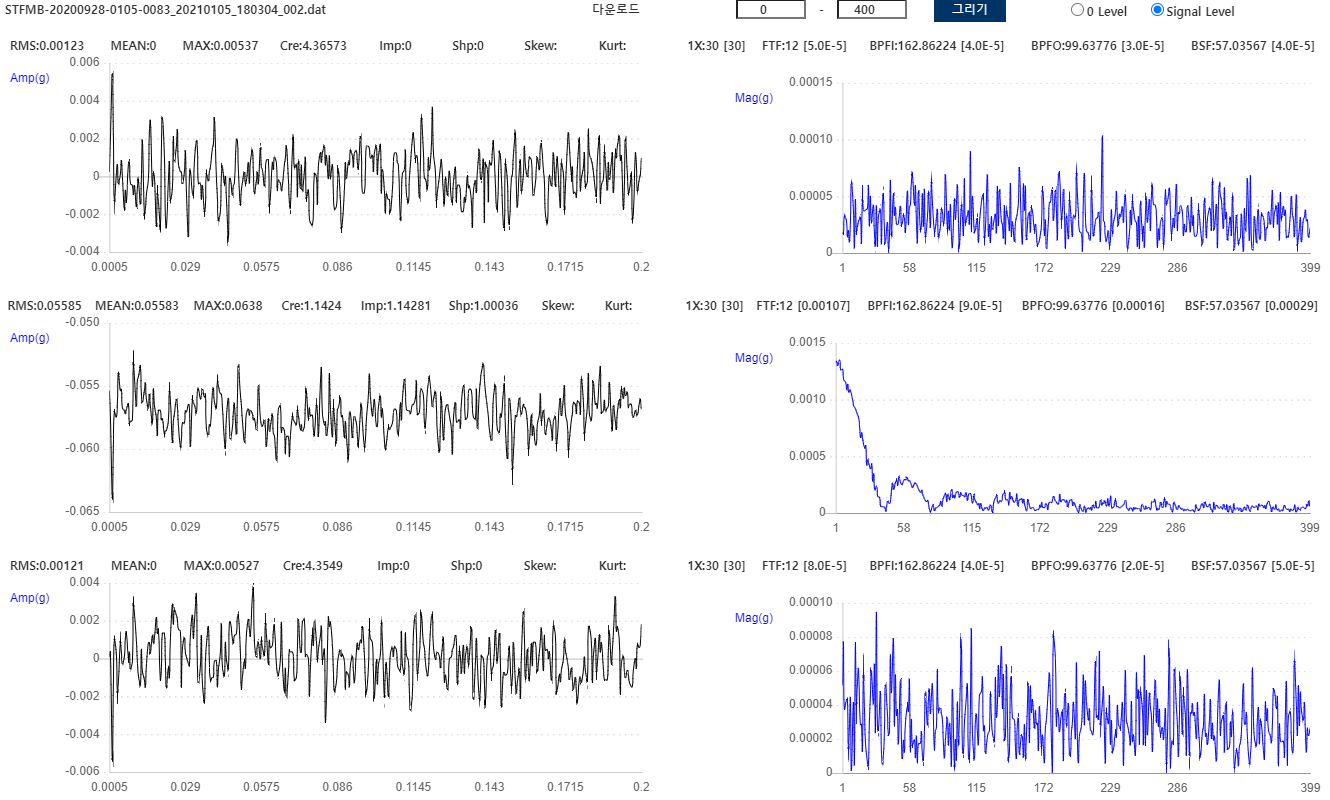 STFMB-20200928-0105-0083_20210105_180304_002.dat 다운로드 0 - 400 그리기 0 Level Signal Level
RMS:0.00123 MEAN:0 MAX:0.00537 Cre:4.36573 Imp:0 Shp:0 Skew: Kurt:
Amp(g)
0.006
0.004
0.002
0
-0.002
-0.004
0.0005 0.029 0.0575 0.086 0.1145 0.143 0.1715 0.2
1X:30 [30] FTF:12 [5.0E-5] BPFI:162.86224 [4.0E-5] BPFO:99.63776 [3.0E-5] BSF:57.03567 [4.0E-5]
Mag(g)
0.00015
0.00010
0.00005
0
1 58 115 172 229 286 399
RMS:0.05585 MEAN:0.05583 MAX:0.0638 Cre:1.1424 Imp:1.14281 Shp:1.00036 Skew: Kurt:
Amp(g)
-0.050
-0.055
-0.060
-0.065
0.0005 0.029 0.0575 0.086 0.1145 0.143 0.1715 0.2
1X:30 [30] FTF:12 [0.00107] BPFI:162.86224 [9.0E-5] BPFO:99.63776 [0.00016] BSF:57.03567 [0.00029]
Mag(g)
0.0015
0.0010
0.0005
0
1 58 115 172 229 286 399
RMS:0.00121 MEAN:0 MAX:0.00527 Cre:4.3549 Imp:0 Shp:0 Skew: Kurt:
Amp(g)
0.004
0.002
0
-0.002
-0.004
-0.006
0.0005 0.029 0.0575 0.086 0.1145 0.143 0.1715 0.2
1X:30 [30] FTF:12 [8.0E-5] BPFI:162.86224 [4.0E-5] BPFO:99.63776 [2.0E-5] BSF:57.03567 [5.0E-5]
Mag(g)
0.00010
0.00008
0.00006
0.00004
0.00002
0
1 58 115 172 229 286 399